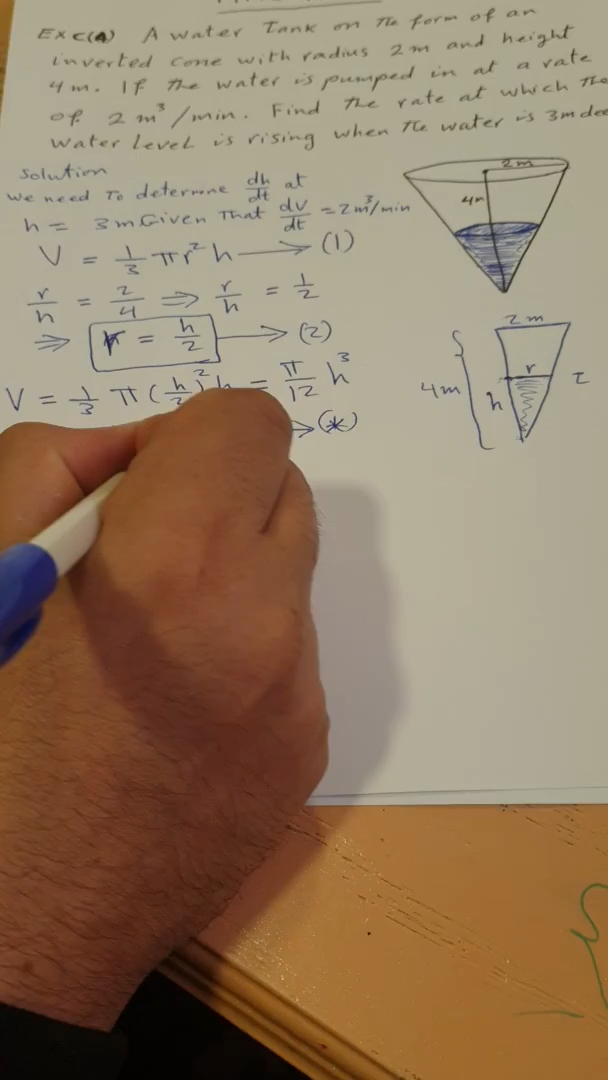 EX C(A) A water Tank on The form of an
inverted cone with radius 2m and height
4m. If the water is pumped in at a rate
of 2 m³/min. Find the rate at which the
water level is rising when The water is 3m dee
Solution
We need To determine dh/dt at
h = 3m Given That dv/dt = 2m³/min
V = 1/3 πr²h → (1)
r/h = 2/4 ⇒ r/h = 1/2
⇒ r = h/2 → (2)
V = 1/3 π(h/2)² h = π/12 h³
→ (*)
2m
4m
2m
4m
r
h